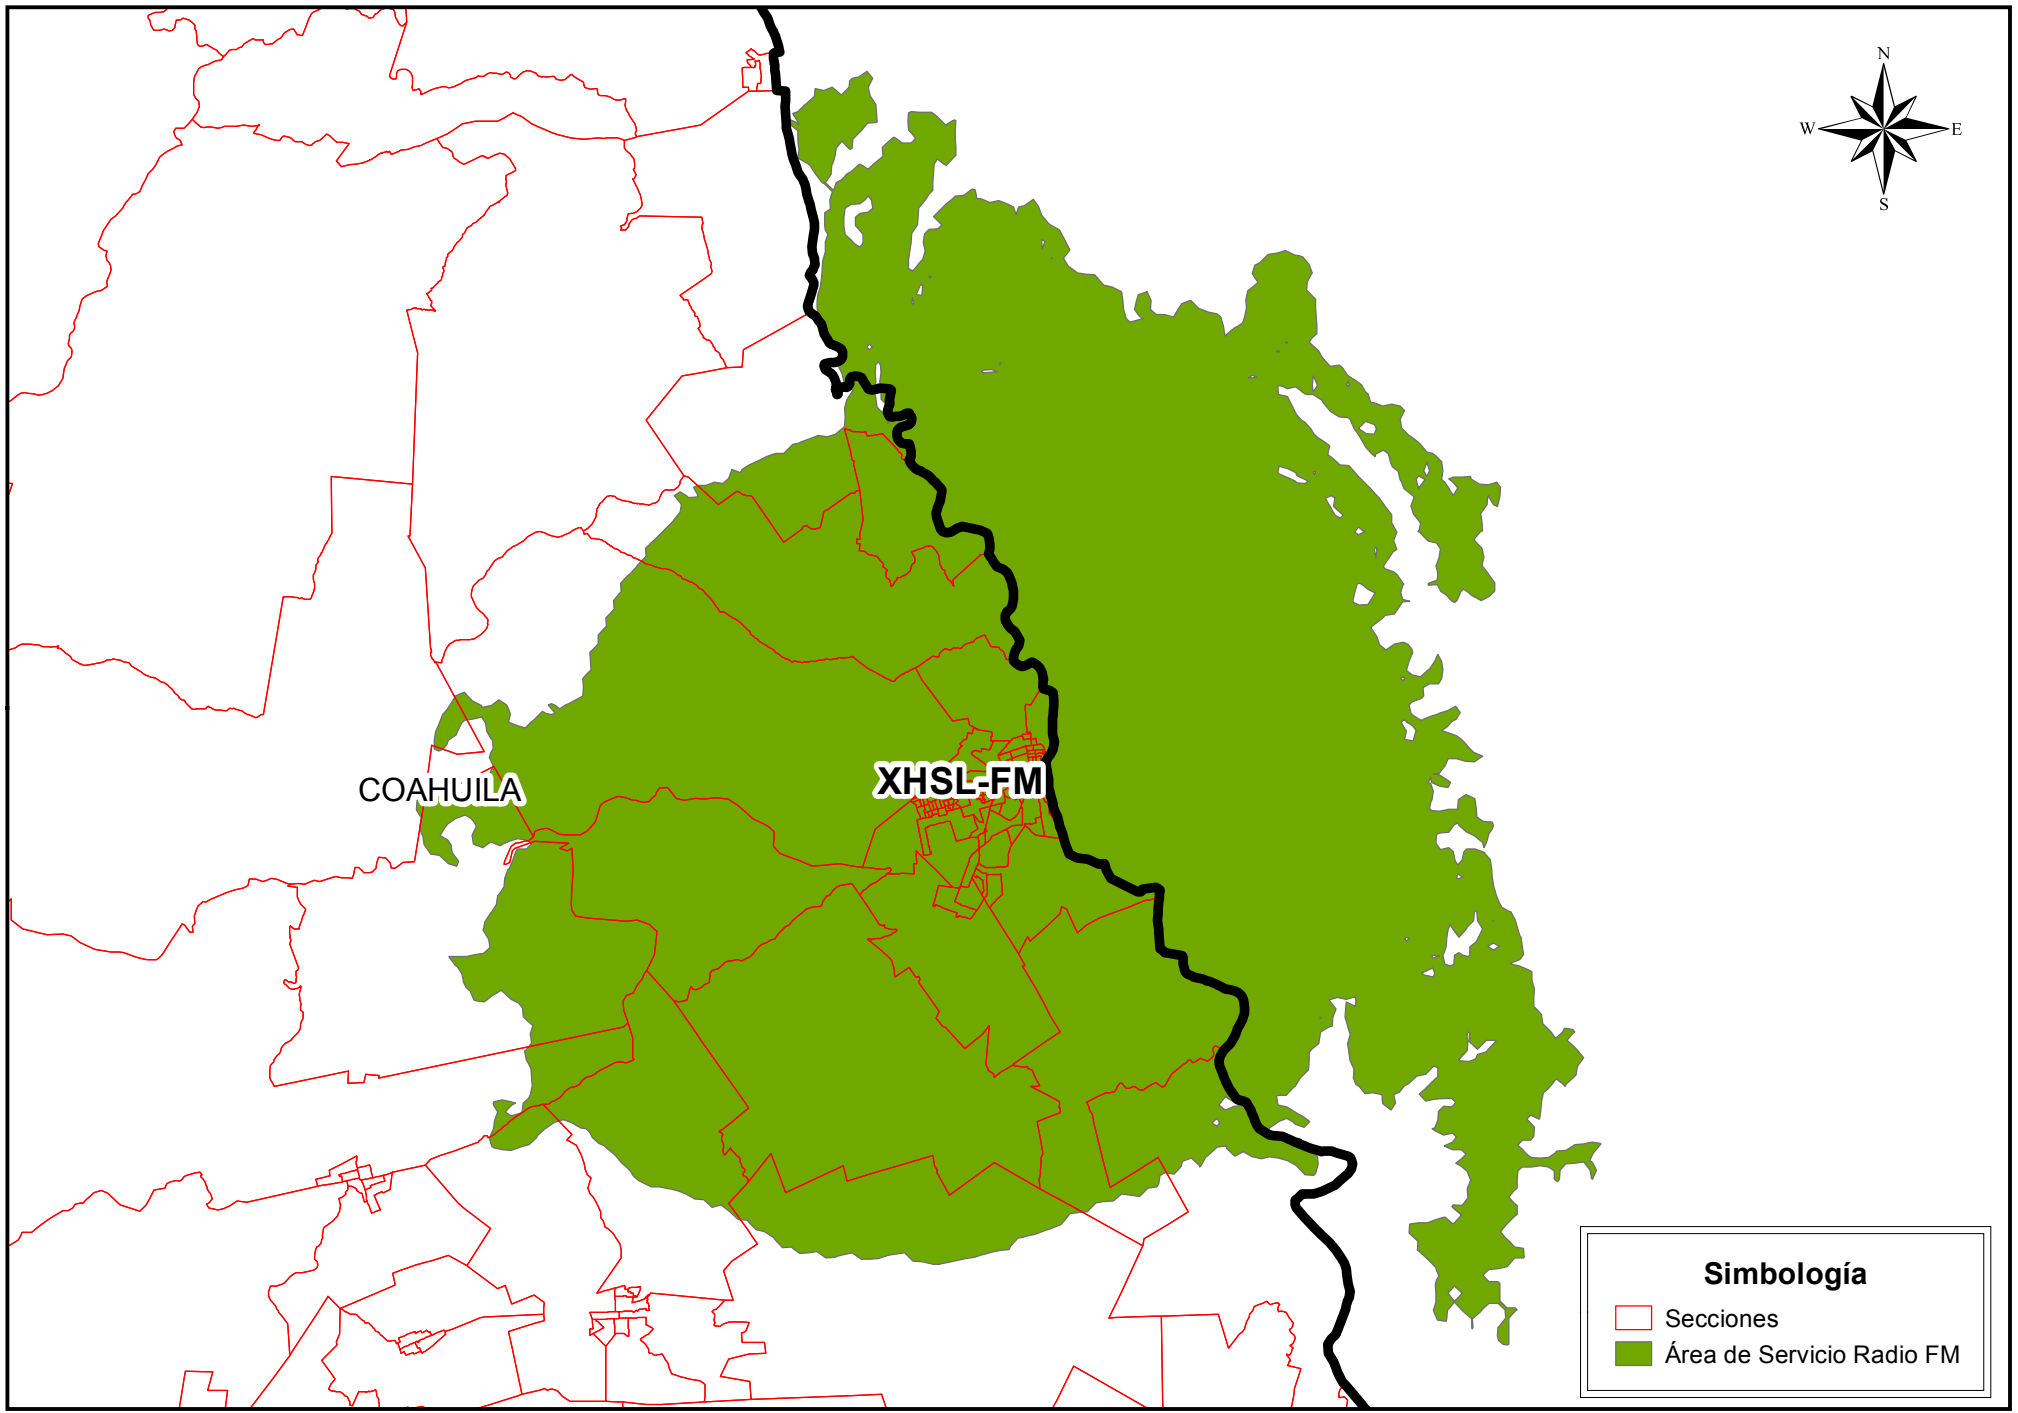 N
W E
S
COAHUILA
XHSL-FM
Simbología
Secciones
Área de Servicio Radio FM